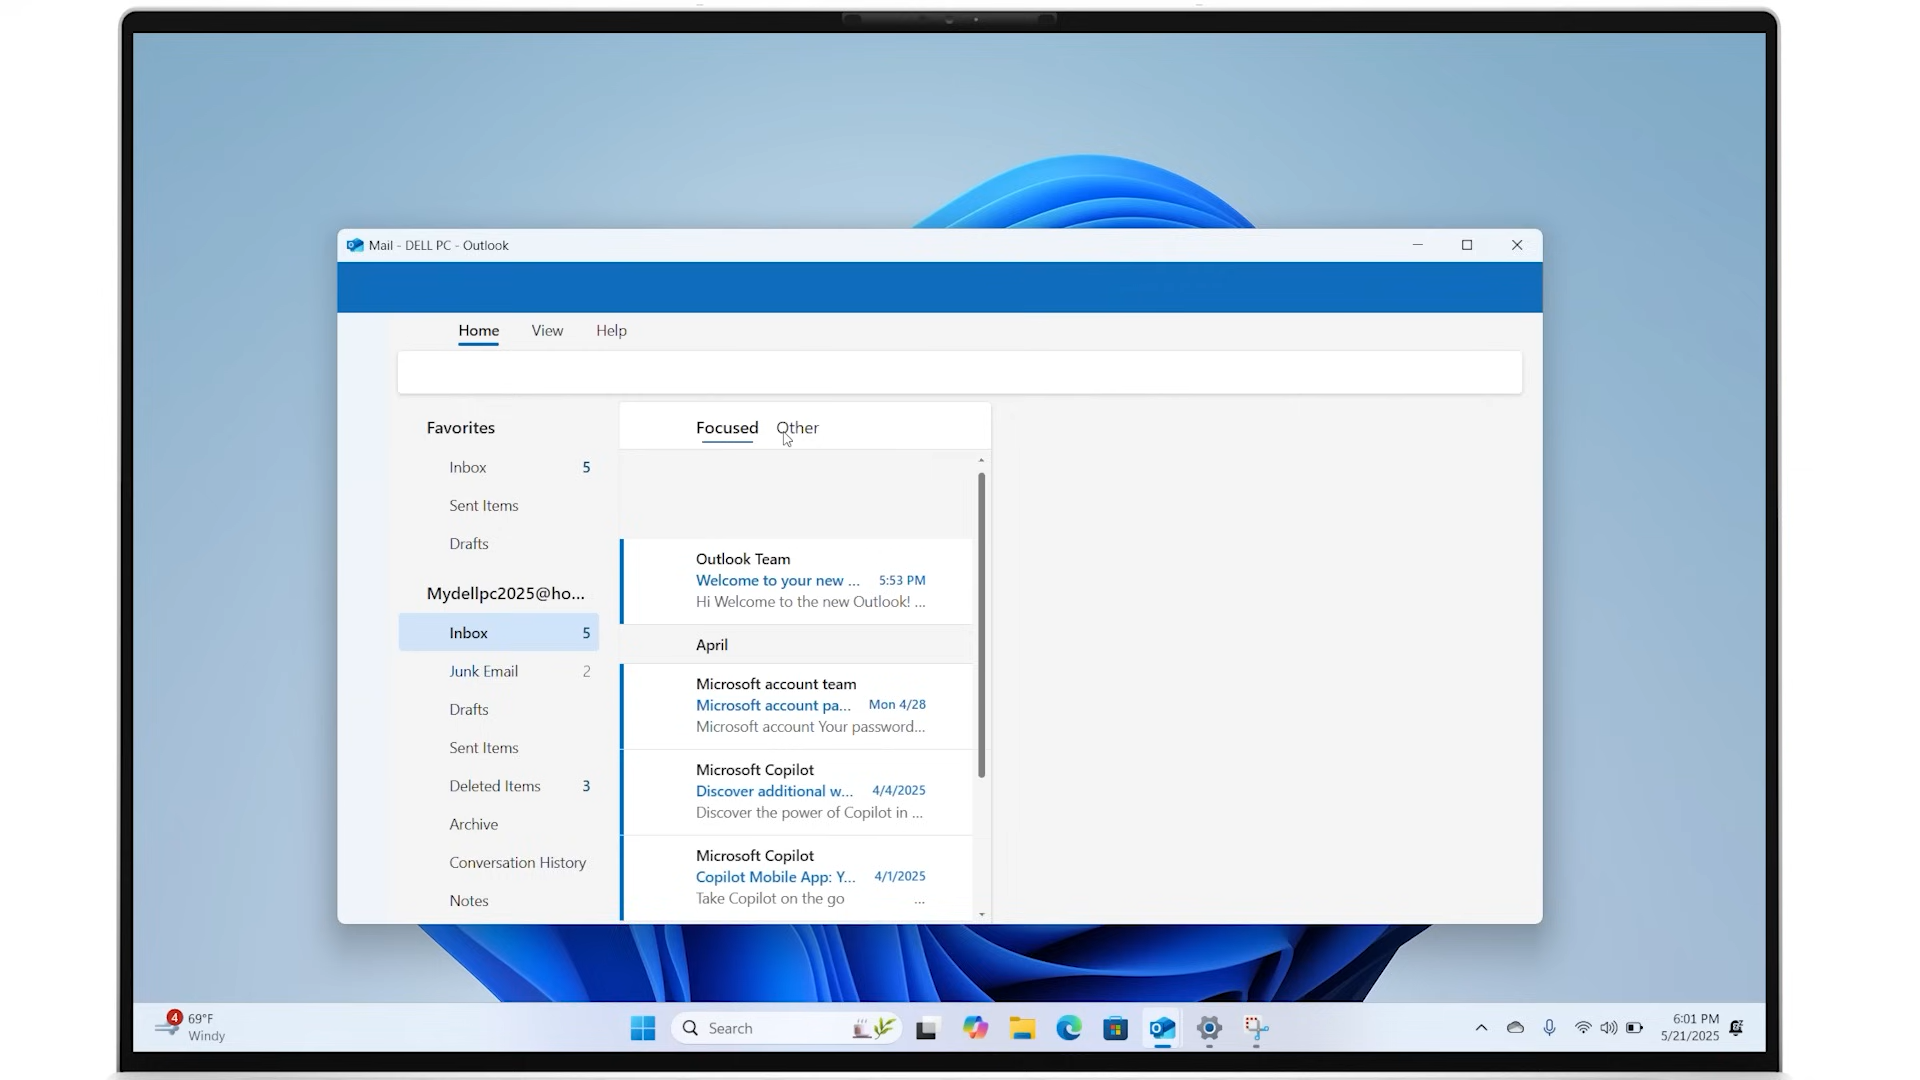 Mail - DELL PC - Outlook
Home View Help
Favorites
Inbox 5
Sent Items
Drafts
Mydellpc2025@ho...
Inbox 5
Junk Email 2
Drafts
Sent Items
Deleted Items 3
Archive
Conversation History
Notes
Focused Other
Outlook Team
Welcome to your new ... 5:53 PM
Hi Welcome to the new Outlook! ...
April
Microsoft account team
Microsoft account pa... Mon 4/28
Microsoft account Your password...
Microsoft Copilot
Discover additional w... 4/4/2025
Discover the power of Copilot in ...
Microsoft Copilot
Copilot Mobile App: Y... 4/1/2025
Take Copilot on the go ...
4
69°F
Windy
Search
6:01 PM
5/21/2025